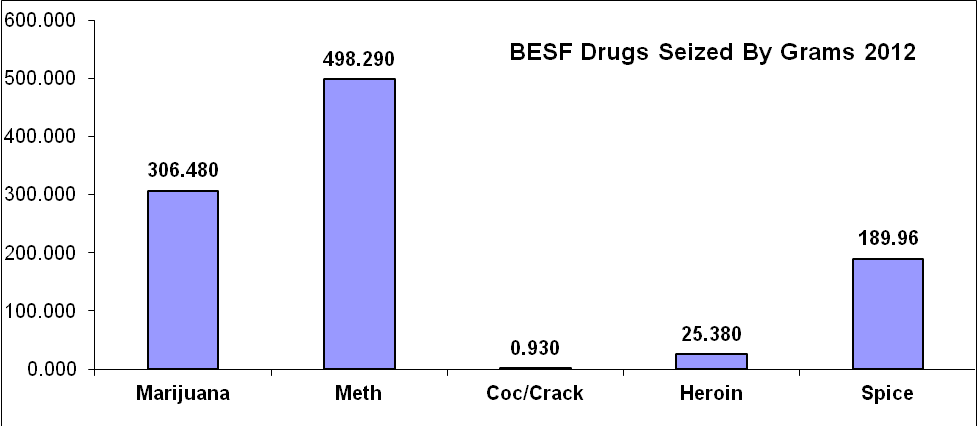 BESF Drugs Seized By Grams 2012
600.000
500.000
400.000
300.000
200.000
100.000
0.000
306.480
498.290
0.930
25.380
189.96
Marijuana
Meth
Coc/Crack
Heroin
Spice